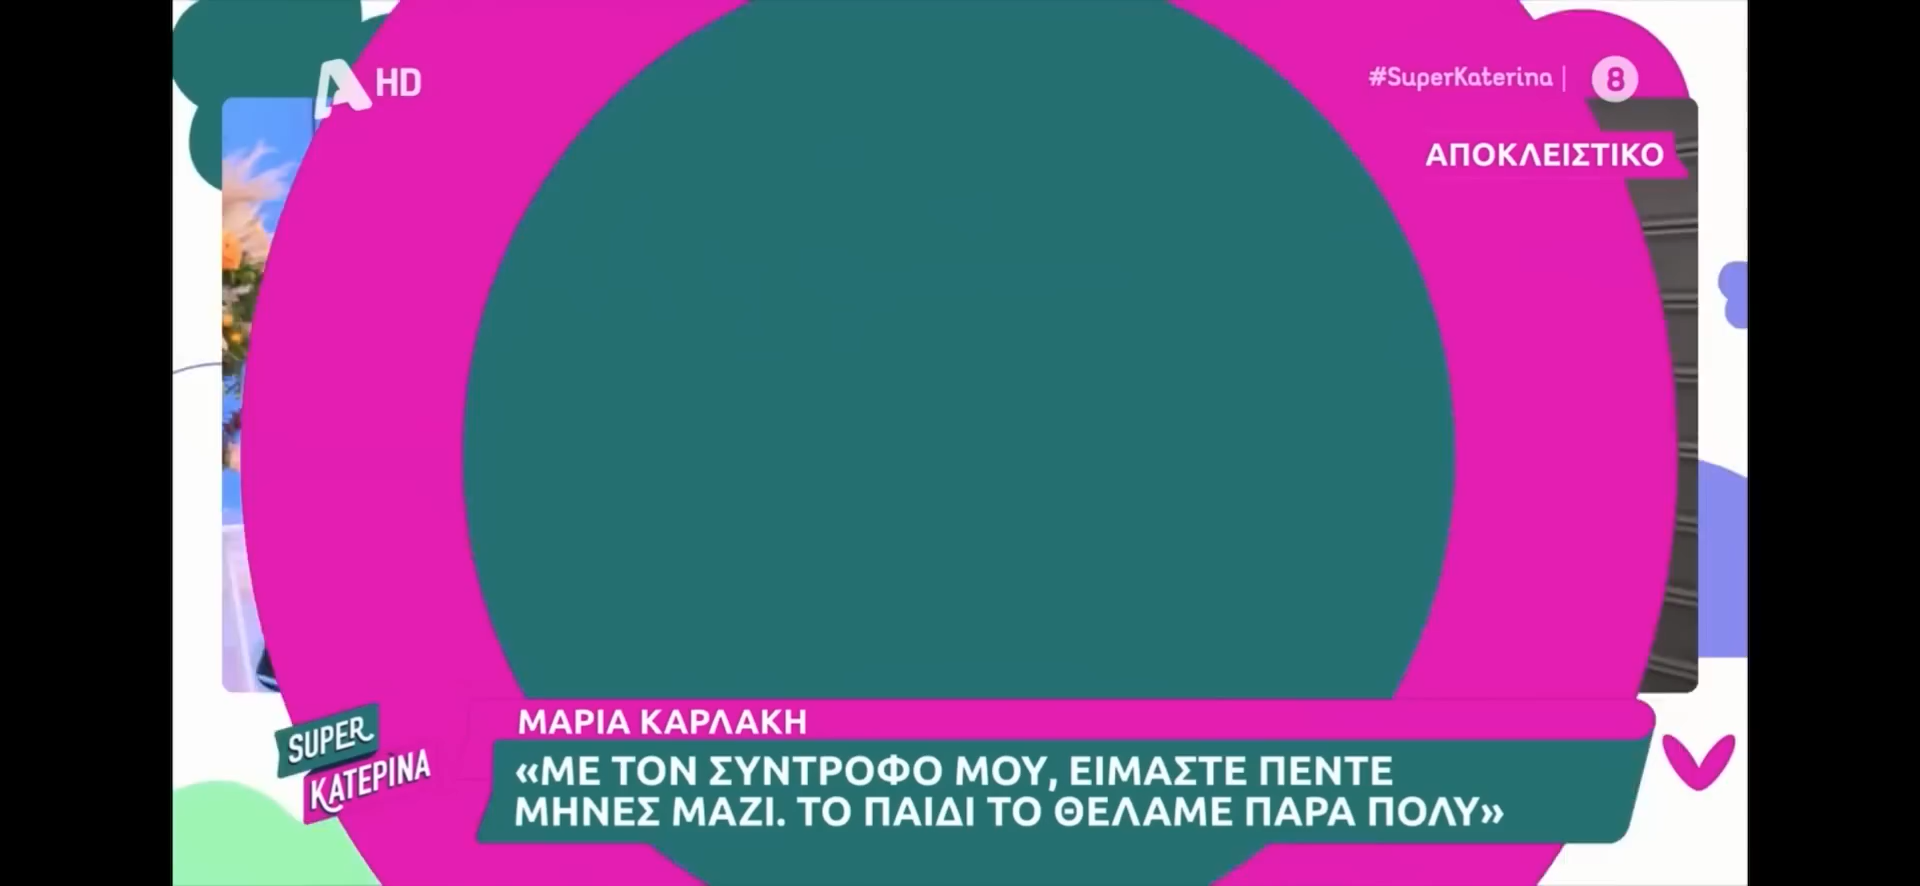 A HD
#SuperKaterina | 8
ΑΠΟΚΛΕΙΣΤΙΚΟ
SUPER
ΚΑΤΕΡΙΝΑ
ΜΑΡΙΑ ΚΑΡΛΑΚΗ
«ΜΕ ΤΟΝ ΣΥΝΤΡΟΦΟ ΜΟΥ, ΕΙΜΑΣΤΕ ΠΕΝΤΕ
ΜΗΝΕΣ ΜΑΖΙ. ΤΟ ΠΑΙΔΙ ΤΟ ΘΕΛΑΜΕ ΠΑΡΑ ΠΟΛΥ»